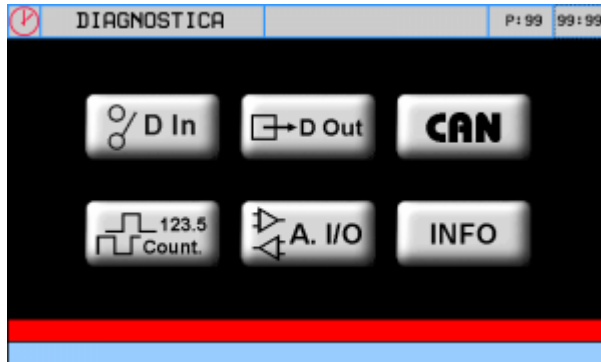 DIAGNOSTICA P:99 99:99
D In D Out CAN
123.5
Count. A. I/O INFO